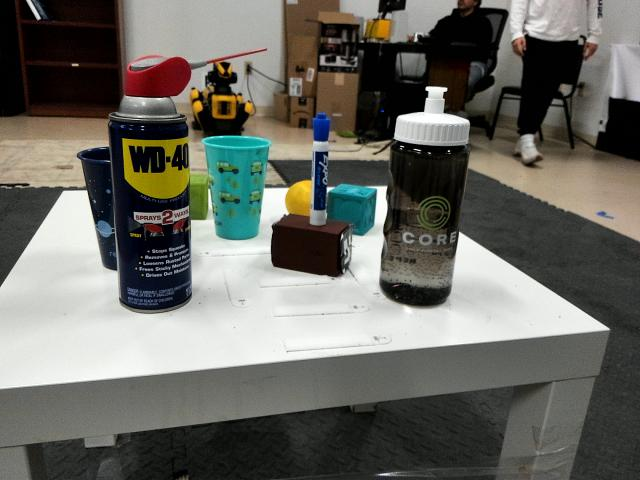 WD-40
SPRAYS 2 WAYS
Stops Squeaks
Removes & Protects
Loosens Rusted Parts
Frees Sticky Mechanisms
Drives Out Moisture
EXPO
CORE